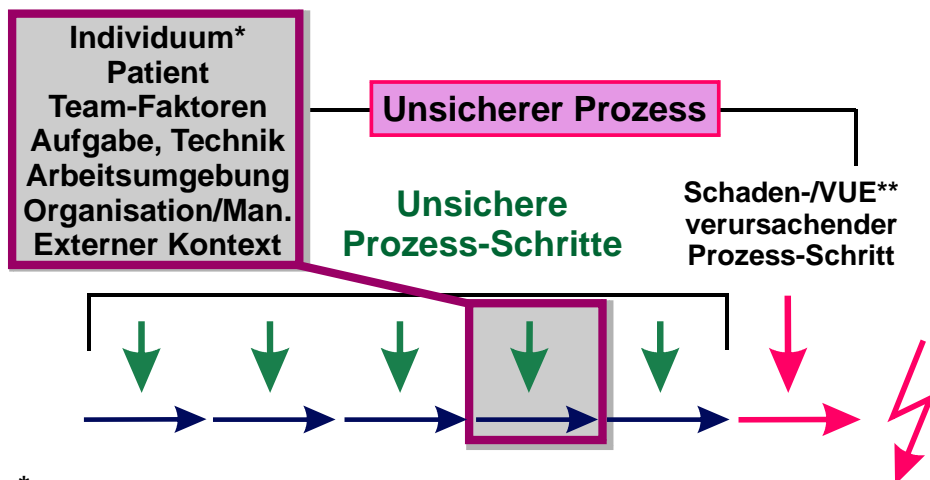 Individuum*
Patient
Team-Faktoren
Aufgabe, Technik
Arbeitsumgebung
Organisation/Man.
Externer Kontext
Unsicherer Prozess
Unsichere
Prozess-Schritte
Schaden-/VUE**
verursachender
Prozess-Schritt
*